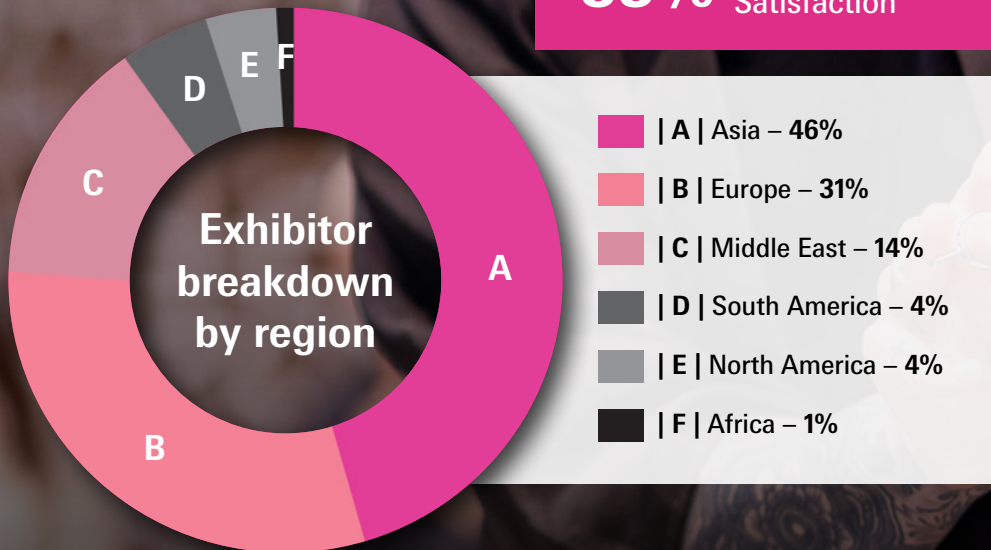 Satisfaction
F
E
D
C
A
B
Exhibitor
breakdown
by region
| A | Asia – 46%
| B | Europe – 31%
| C | Middle East – 14%
| D | South America – 4%
| E | North America – 4%
| F | Africa – 1%